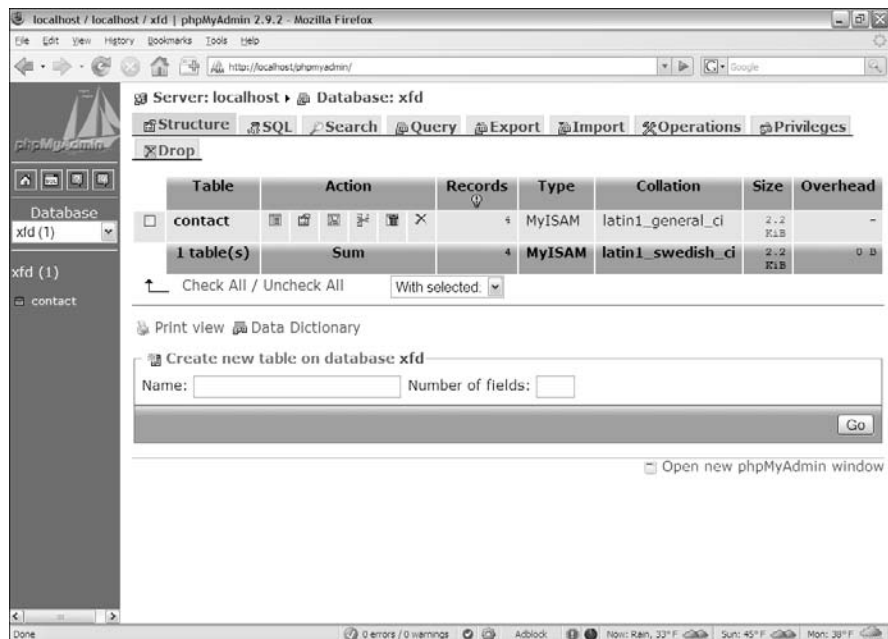 localhost / localhost / xfd | phpMyAdmin 2.9.2 - Mozilla Firefox
File Edit View History Bookmarks Tools Help
http://localhost/phpmyadmin/
Google
phpMyAdmin
Database
xfd (1)
xfd (1)
contact
Server: localhost Database: xfd
Structure SQL Search Query Export Import Operations Privileges
Drop
Table Action Records Type Collation Size Overhead
contact 4 MyISAM latin1_general_ci 2.2 KiB -
1 table(s) Sum 4 MyISAM latin1_swedish_ci 2.2 KiB 0 B
Check All / Uncheck All With selected:
Print view Data Dictionary
Create new table on database xfd
Name: Number of fields:
Go
Open new phpMyAdmin window
Done 0 errors / 0 warnings Adblock Now: Rain, 33°F Sun: 45°F Mon: 38°F